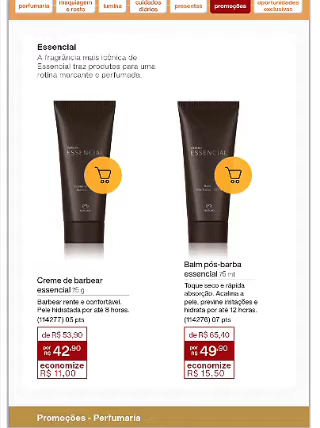 perfumaria
maquiagem
e rosto
cuidados
diários
presentes
promoções
oportunidades
exclusivas
Essencial
A fragrância mais icônica de
Essencial traz produtos para uma
rotina marcante e perfumada.
ESSENCIAL
ESSENCIAL
Creme de barbear
essencial 75 g
Barbear rente e confortável.
Pele hidratada por até 8 horas.
(114277) 05 pts
de R$ 53,90
por
R$ 42,90
economize
R$ 11,00
Balm pós-barba
essencial 75 ml
Toque seco e rápida
absorção. Acalma a
pele, previne irritações e
hidrata por até 12 horas.
(114276) 07 pts
de R$ 65,40
por
R$ 49,90
economize
R$ 15.50
Promoções - Perfumaria